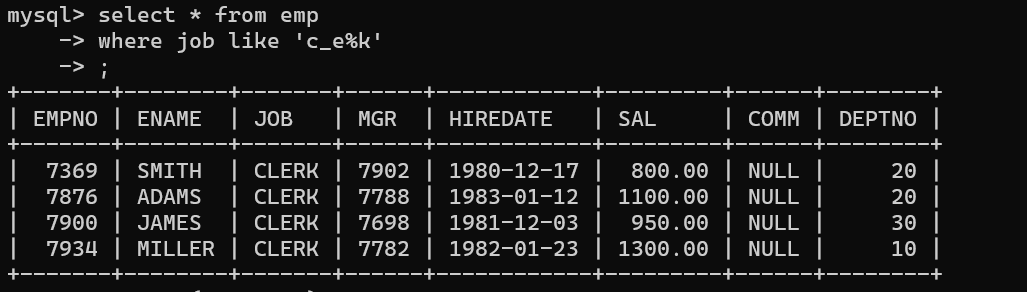 mysql> select * from emp
    -> where job like 'c_e%k'
    -> ;
+-------+--------+-------+------+------------+---------+------+--------+
| EMPNO | ENAME  | JOB   | MGR  | HIREDATE   | SAL     | COMM | DEPTNO |
+-------+--------+-------+------+------------+---------+------+--------+
|  7369 | SMITH  | CLERK | 7902 | 1980-12-17 |  800.00 | NULL |     20 |
|  7876 | ADAMS  | CLERK | 7788 | 1983-01-12 | 1100.00 | NULL |     20 |
|  7900 | JAMES  | CLERK | 7698 | 1981-12-03 |  950.00 | NULL |     30 |
|  7934 | MILLER | CLERK | 7782 | 1982-01-23 | 1300.00 | NULL |     10 |
+-------+--------+-------+------+------------+---------+------+--------+